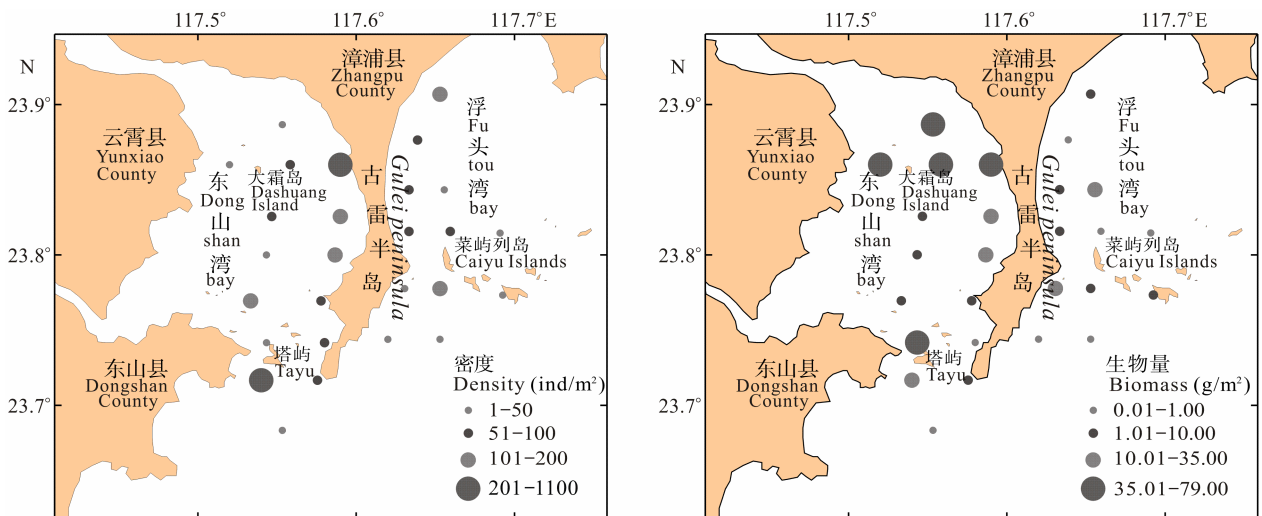 117.5°
117.6°
117.7°E
N
23.9°
23.8°
23.7°
漳浦县
Zhangpu
County
云霄县
Yunxiao
County
东
Dong
山
shan
湾
bay
大霜岛
Dashuang
Island
古
雷
半
岛
Gulei peninsula
浮
Fu
头
tou
湾
bay
菜屿列岛
Caiyu Islands
塔屿
Tayu
东山县
Dongshan
County
密度
Density (ind/m²)
1−50
51−100
101−200
201−1100
117.5°
117.6°
117.7°E
N
23.9°
23.8°
23.7°
漳浦县
Zhangpu
County
云霄县
Yunxiao
County
东
Dong
山
shan
湾
bay
大霜岛
Dashuang
Island
古
雷
半
岛
Gulei peninsula
浮
Fu
头
tou
湾
bay
菜屿列岛
Caiyu Islands
塔屿
Tayu
东山县
Dongshan
County
生物量
Biomass (g/m²)
0.01−1.00
1.01−10.00
10.01−35.00
35.01−79.00